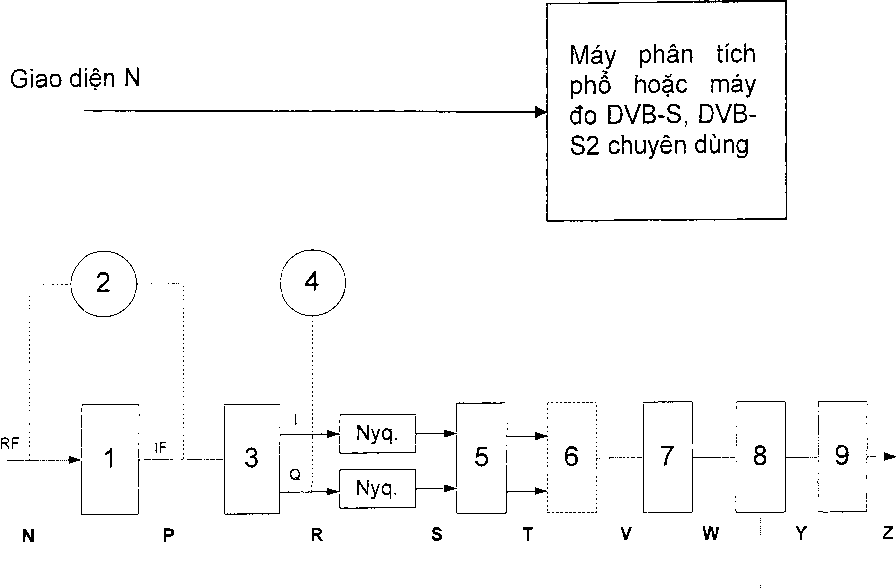 Giao diện N
Máy phân tích
phổ hoặc máy
đo DVB-S, DVB-
S2 chuyên dùng
2
4
RF
1
IF
3
I
Q
Nyq.
Nyq.
5
6
7
8
9
N P R S T V W Y Z